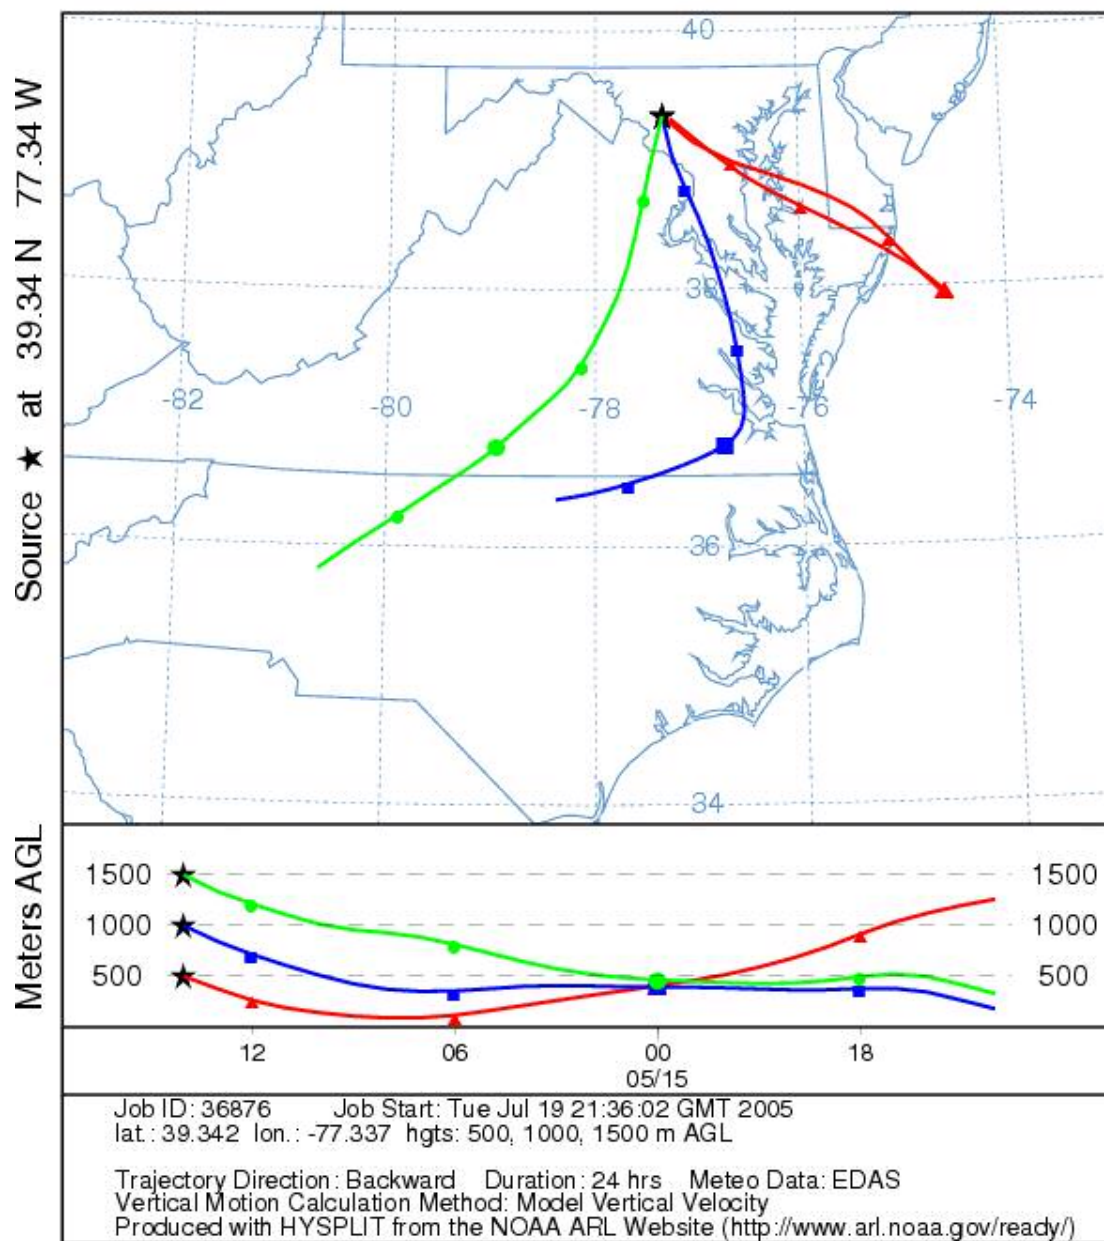 Source ★ at 39.34 N 77.34 W
40
38
-82
-80
-78
-76
-74
36
34
Meters AGL
1500 1500
1000 1000
500 500
12 06 00 18
05/15
Job ID: 36876 Job Start: Tue Jul 19 21:36:02 GMT 2005
lat.: 39.342 lon.: -77.337 hgts: 500, 1000, 1500 m AGL
Trajectory Direction: Backward Duration: 24 hrs Meteo Data: EDAS
Vertical Motion Calculation Method: Model Vertical Velocity
Produced with HYSPLIT from the NOAA ARL Website (http://www.arl.noaa.gov/ready/)